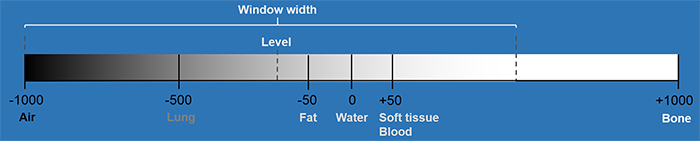 Window width
Level
-1000 -500 -50 0 +50 +1000
Air Lung Fat Water Soft tissue Bone
Blood